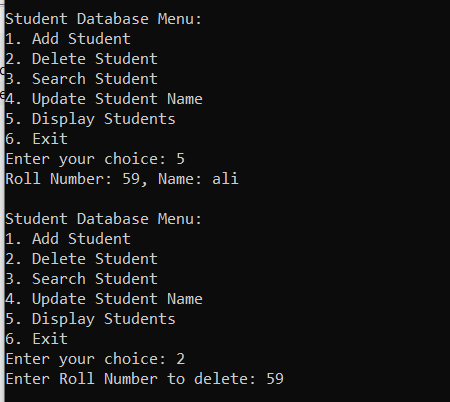 Student Database Menu:
1. Add Student
2. Delete Student
3. Search Student
4. Update Student Name
5. Display Students
6. Exit
Enter your choice: 5
Roll Number: 59, Name: ali
Student Database Menu:
1. Add Student
2. Delete Student
3. Search Student
4. Update Student Name
5. Display Students
6. Exit
Enter your choice: 2
Enter Roll Number to delete: 59